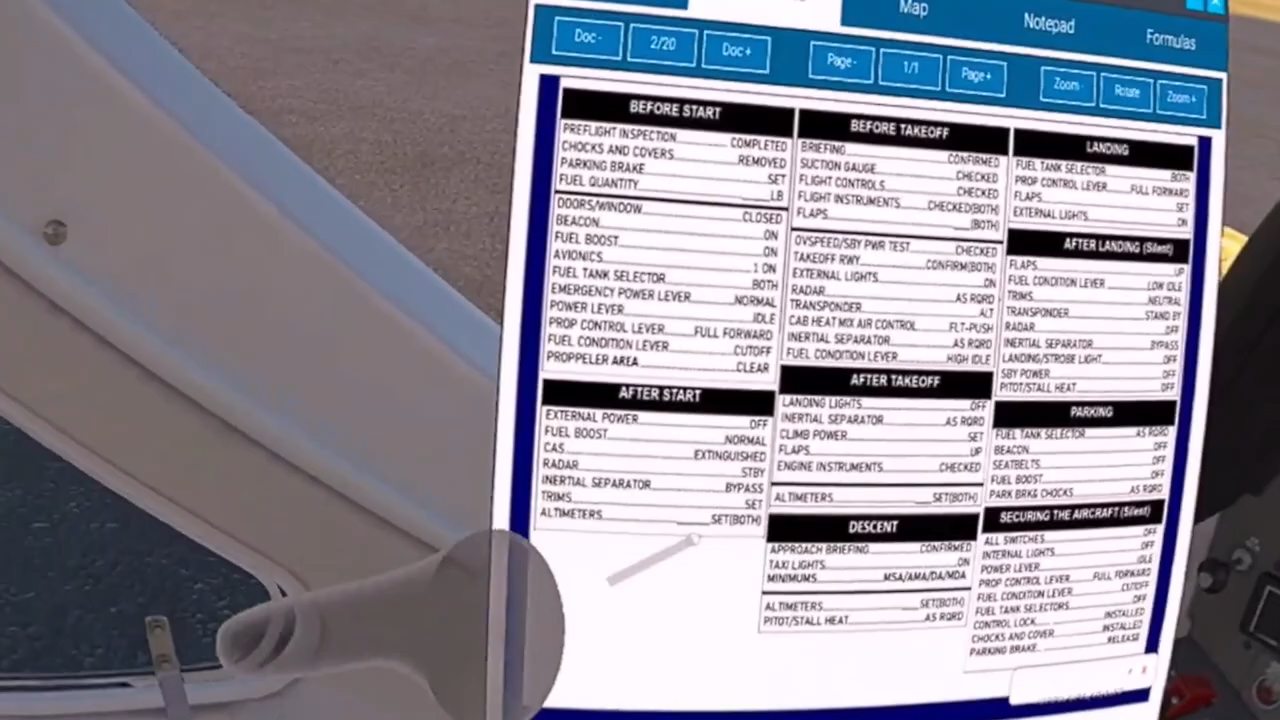 Map
Notepad
Formulas
Doc-
2/20
Doc+
Page-
1/1
Page+
Zoom-
Rotate
Zoom+
BEFORE START
PREFLIGHT INSPECTION COMPLETED
CHOCKS AND COVERS REMOVED
PARKING BRAKE SET
FUEL QUANTITY LB
DOORS/WINDOW CLOSED
BEACON ON
FUEL BOOST ON
AVIONICS 1 ON
FUEL TANK SELECTOR BOTH
EMERGENCY POWER LEVER NORMAL
POWER LEVER IDLE
PROP CONTROL LEVER FULL FORWARD
FUEL CONDITION LEVER CUTOFF
PROPPELER AREA CLEAR
AFTER START
EXTERNAL POWER OFF
FUEL BOOST NORMAL
CAS EXTINGUISHED
RADAR STBY
INERTIAL SEPARATOR BYPASS
TRIMS SET
ALTIMETERS SET(BOTH)
BEFORE TAKEOFF
BRIEFING CONFIRMED
SUCTION GAUGE CHECKED
FLIGHT CONTROLS CHECKED
FLIGHT INSTRUMENTS CHECKED(BOTH)
FLAPS (BOTH)
OVSPEED/SBY PWR TEST CHECKED
TAKEOFF RWY CONFIRM(BOTH)
EXTERNAL LIGHTS ON
RADAR AS RQRD
TRANSPONDER ALT
CAB HEAT MIX AIR CONTROL FLT-PUSH
INERTIAL SEPARATOR AS RQRD
FUEL CONDITION LEVER HIGH IDLE
AFTER TAKEOFF
LANDING LIGHTS OFF
INERTIAL SEPARATOR AS RQRD
CLIMB POWER SET
FLAPS UP
ENGINE INSTRUMENTS CHECKED
ALTIMETERS SET(BOTH)
DESCENT
APPROACH BRIEFING CONFIRMED
TAXI LIGHTS ON
MINIMUMS MSA/AMA/DA/MDA
ALTIMETERS SET(BOTH)
PITOT/STALL HEAT AS RQRD
LANDING
FUEL TANK SELECTOR BOTH
PROP CONTROL LEVER FULL FORWARD
FLAPS SET
EXTERNAL LIGHTS ON
AFTER LANDING (Silent)
FLAPS UP
FUEL CONDITION LEVER LOW IDLE
TRIMS NEUTRAL
TRANSPONDER STAND BY
RADAR OFF
INERTIAL SEPARATOR BYPASS
LANDING/STROBE LIGHT OFF
SBY POWER OFF
PITOT/STALL HEAT OFF
PARKING
FUEL TANK SELECTOR AS RQRD
BEACON OFF
SEATBELTS OFF
FUEL BOOST OFF
PARK BRK& CHOCKS AS RQRD
SECURING THE AIRCRAFT (Silent)
ALL SWITCHES OFF
INTERNAL LIGHTS OFF
POWER LEVER IDLE
PROP CONTROL LEVER FULL FORWARD
FUEL CONDITION LEVER CUTOFF
FUEL TANK SELECTORS OFF
CONTROL LOCK INSTALLED
CHOCKS AND COVER INSTALLED
PARKING BRAKE RELEASE